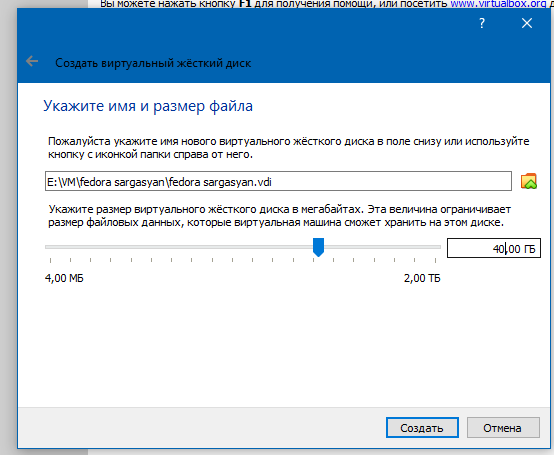 Вы можете нажать кнопку F1 для получения помощи, или посетить www.virtualbox.org д
?
Создать виртуальный жёсткий диск
Укажите имя и размер файла
Пожалуйста укажите имя нового виртуального жёсткого диска в поле снизу или используйте
кнопку с иконкой папки справа от него.
E:\VM\fedora sargasyan\fedora sargasyan.vdi
Укажите размер виртуального жёсткого диска в мегабайтах. Эта величина ограничивает
размер файловых данных, которые виртуальная машина сможет хранить на этом диске.
40,00 ГБ
4,00 МБ 2,00 ТБ
Создать Отмена